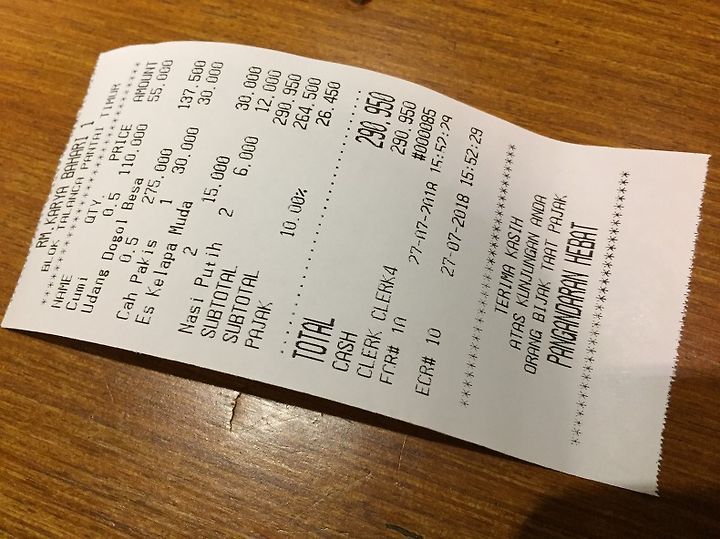 RM KARYA BAHARI 1
BLOK TALANCA PANTAI TIMUR
************************
NAME QTY PRICE AMOUNT
Cumi 0.5 110.000 55.000
Udang Dogol Besa
0.5 275.000 137.500
Cah Pakis 1 30.000 30.000
Es Kelapa Muda
2 15.000 30.000
Nasi Putih 2 6.000 12.000
SUBTOTAL 290,950
SUBTOTAL 264.500
PAJAK 10.00% 26.450
TOTAL 290,950
CASH 290,950
CLERK CLERK4 #000085
FCR# 10 27-07-2018 15:52:29
ECR# 10 27-07-2018 15:52:29
************************
TERIMA KASIH
ATAS KUNJUNGAN ANDA
ORANG BIJAK TAAT PAJAK
PANGANDARAN HEBAT
************************